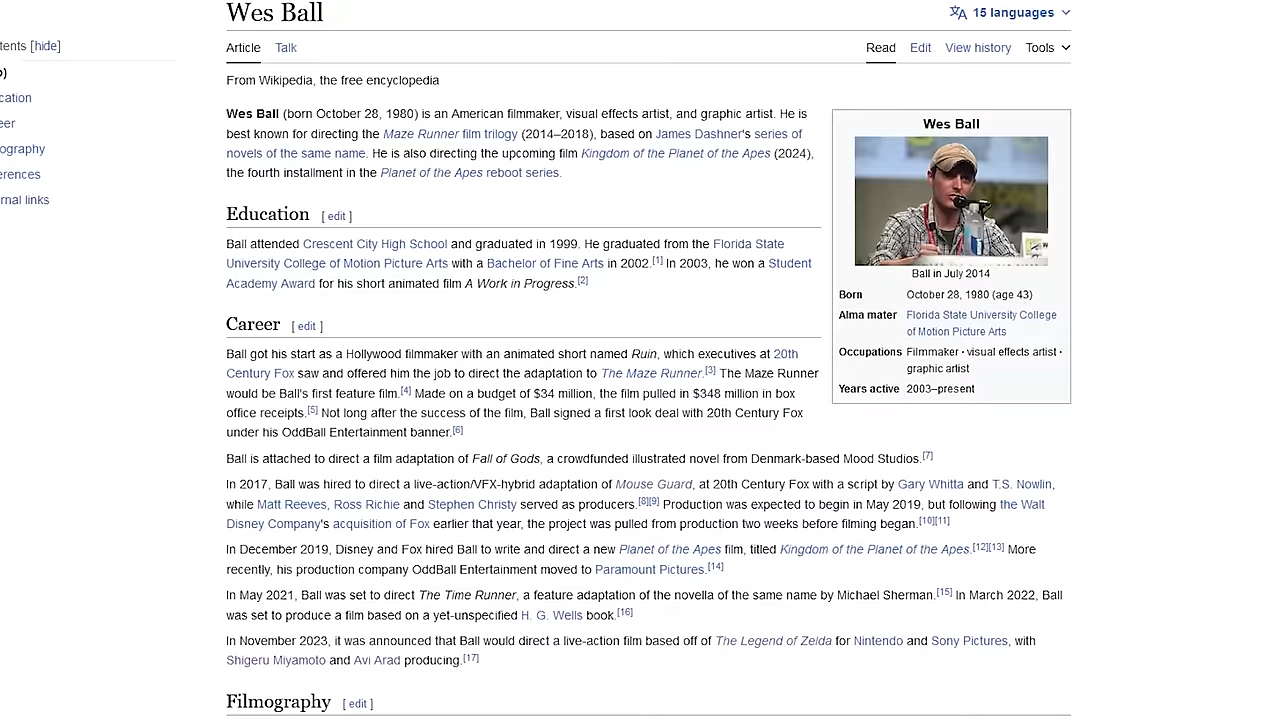 Wes Ball
15 languages
tents [hide]
Article Talk
Read Edit View history Tools
)
cation
eer
ography
erences
rnal links
From Wikipedia, the free encyclopedia
Wes Ball (born October 28, 1980) is an American filmmaker, visual effects artist, and graphic artist. He is
best known for directing the Maze Runner film trilogy (2014–2018), based on James Dashner's series of
novels of the same name. He is also directing the upcoming film Kingdom of the Planet of the Apes (2024),
the fourth installment in the Planet of the Apes reboot series.
Wes Ball
Ball in July 2014
Born October 28, 1980 (age 43)
Alma mater Florida State University College
of Motion Picture Arts
Occupations Filmmaker · visual effects artist ·
graphic artist
Years active 2003–present
Education [ edit ]
Ball attended Crescent City High School and graduated in 1999. He graduated from the Florida State
University College of Motion Picture Arts with a Bachelor of Fine Arts in 2002.[1] In 2003, he won a Student
Academy Award for his short animated film A Work in Progress.[2]
Career [ edit ]
Ball got his start as a Hollywood filmmaker with an animated short named Ruin, which executives at 20th
Century Fox saw and offered him the job to direct the adaptation to The Maze Runner.[3] The Maze Runner
would be Ball's first feature film.[4] Made on a budget of $34 million, the film pulled in $348 million in box
office receipts.[5] Not long after the success of the film, Ball signed a first look deal with 20th Century Fox
under his OddBall Entertainment banner.[6]
Ball is attached to direct a film adaptation of Fall of Gods, a crowdfunded illustrated novel from Denmark-based Mood Studios.[7]
In 2017, Ball was hired to direct a live-action/VFX-hybrid adaptation of Mouse Guard, at 20th Century Fox with a script by Gary Whitta and T.S. Nowlin,
while Matt Reeves, Ross Richie and Stephen Christy served as producers.[8][9] Production was expected to begin in May 2019, but following the Walt
Disney Company's acquisition of Fox earlier that year, the project was pulled from production two weeks before filming began.[10][11]
In December 2019, Disney and Fox hired Ball to write and direct a new Planet of the Apes film, titled Kingdom of the Planet of the Apes.[12][13] More
recently, his production company OddBall Entertainment moved to Paramount Pictures.[14]
In May 2021, Ball was set to direct The Time Runner, a feature adaptation of the novella of the same name by Michael Sherman.[15] In March 2022, Ball
was set to produce a film based on a yet-unspecified H. G. Wells book.[16]
In November 2023, it was announced that Ball would direct a live-action film based off of The Legend of Zelda for Nintendo and Sony Pictures, with
Shigeru Miyamoto and Avi Arad producing.[17]
Filmography [ edit ]